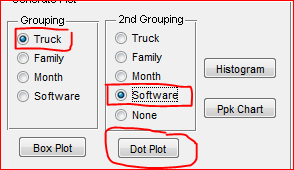 Generate Plot
Grouping
Truck
Family
Month
Software
Box Plot
2nd Grouping
Truck
Family
Month
Software
None
Dot Plot
Histogram
Ppk Chart